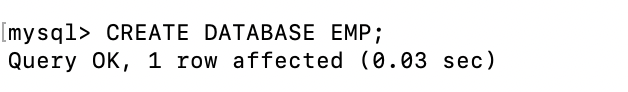 [mysql> CREATE DATABASE EMP;
Query OK, 1 row affected (0.03 sec)